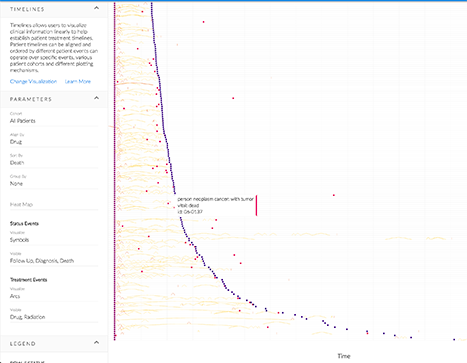 TIMELINES
Timelines allows users to visualize
clinical information linearly to help
establish patient treatment timelines.
Patient timelines can be aligned and
ordered by different patient events can
operate over specific events, various
patient cohorts and different plotting
mechanisms.
Change Visualization Learn More
PARAMETERS
Cohort
All Patients
Align By
Drug
Sort By
Death
Group By
None
Heat Map
Status Events
Visualize
Symbols
Visible
Follow Up, Diagnosis, Death
Treatment Events
Visualize
Arcs
Visible
Drug, Radiation
LEGEND
person neoplasm cancer: with tumor
vital: dead
Time